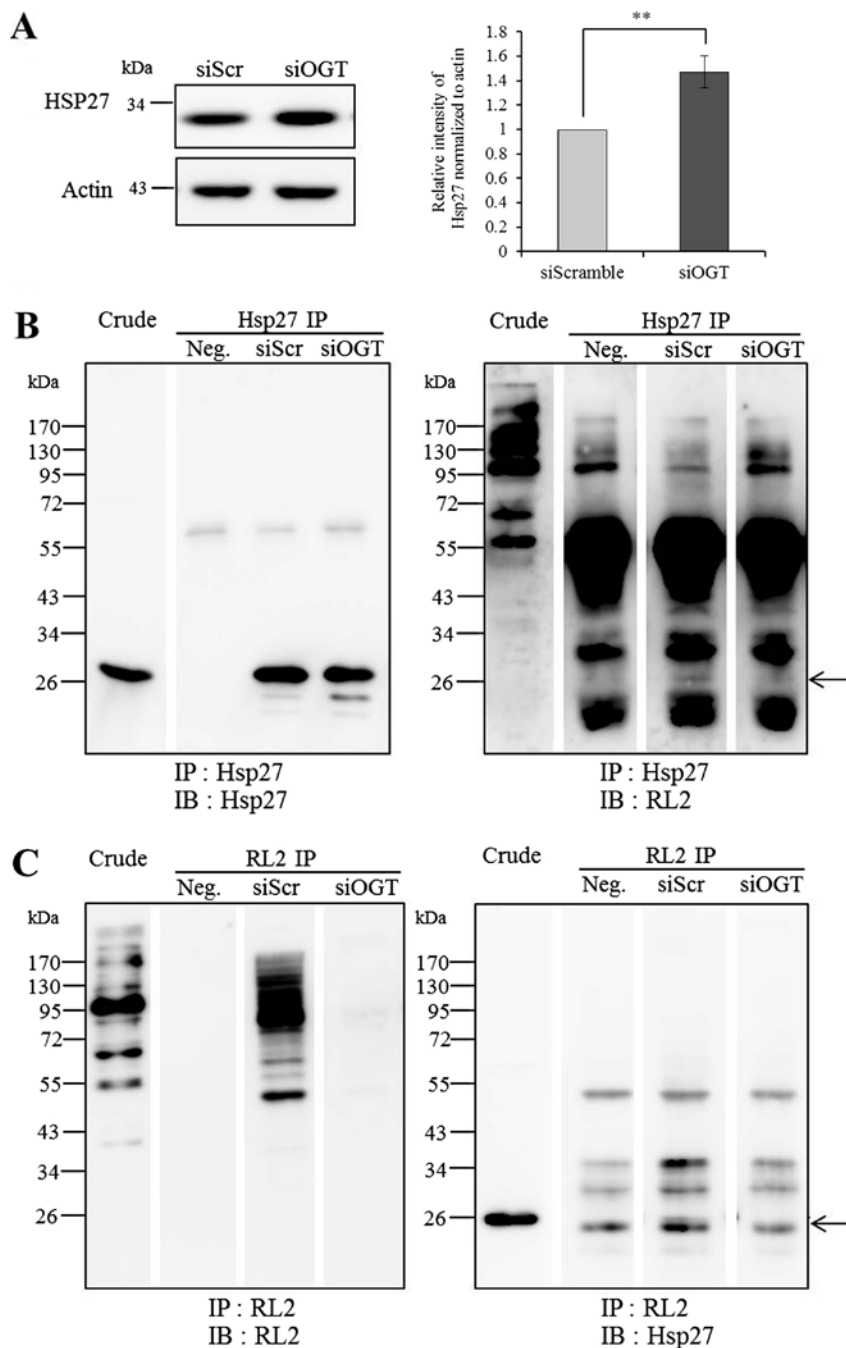 A
kDa
siScr
siOGT
HSP27
34
Actin
43
Relative intensity of
Hsp27 normalized to actin
1.8
1.6
1.4
1.2
1
0.8
0.6
0.4
0.2
0
**
siScramble
siOGT
B
Crude
Hsp27 IP
Neg.
siScr
siOGT
kDa
170
130
95
72
55
43
34
26
IP : Hsp27
IB : Hsp27
Crude
Hsp27 IP
Neg.
siScr
siOGT
kDa
170
130
95
72
55
43
34
26
IP : Hsp27
IB : RL2
C
Crude
RL2 IP
Neg.
siScr
siOGT
kDa
170
130
95
72
55
43
34
26
IP : RL2
IB : RL2
Crude
RL2 IP
Neg.
siScr
siOGT
kDa
170
130
95
72
55
43
34
26
IP : RL2
IB : Hsp27